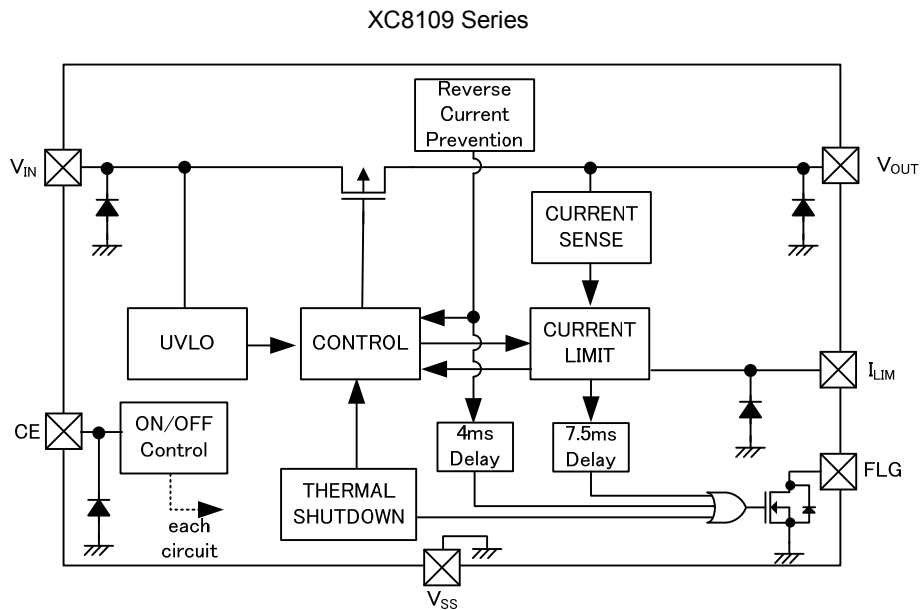 XC8109 Series
Reverse
Current
Prevention
VIN
VOUT
CURRENT
SENSE
UVLO
CONTROL
CURRENT
LIMIT
ILIM
CE
ON/OFF
Control
4ms
Delay
7.5ms
Delay
FLG
THERMAL
SHUTDOWN
each
circuit
VSS